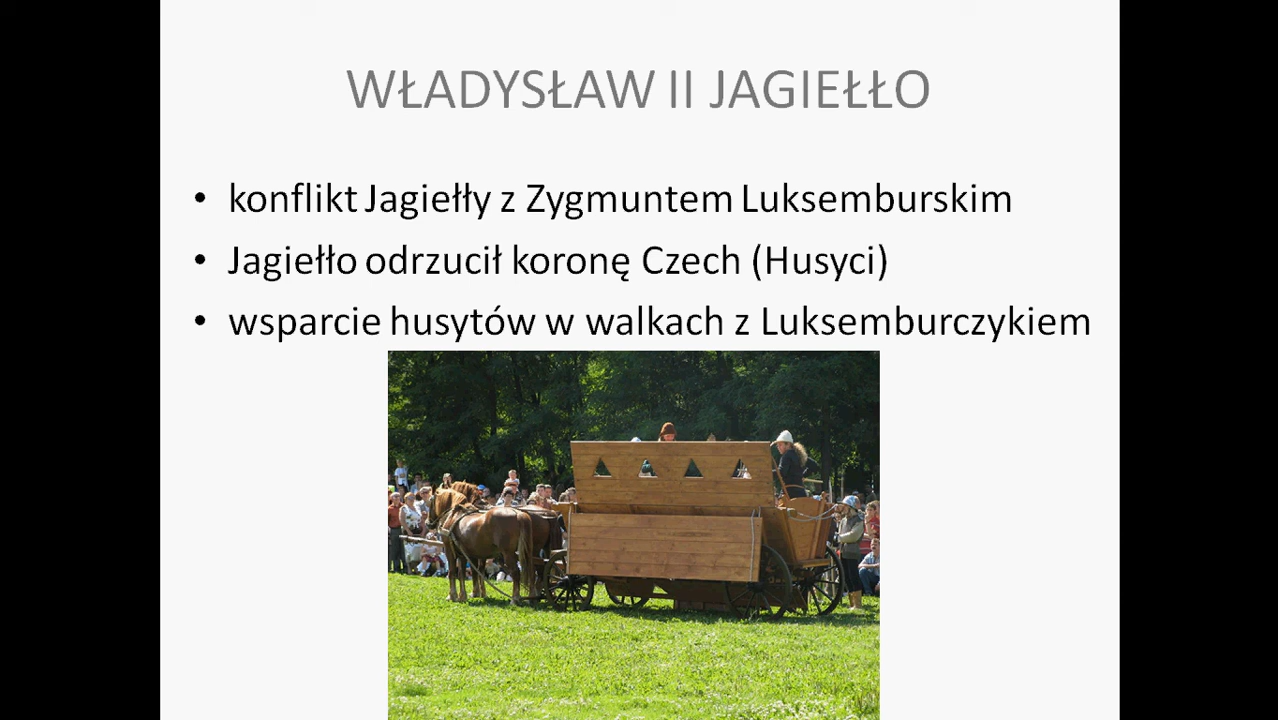 WŁADYSŁAW II JAGIEŁŁO
• konflikt Jagiełły z Zygmuntem Luksemburskim
• Jagiełło odrzucił koronę Czech (Husyci)
• wsparcie husytów w walkach z Luksemburczykiem